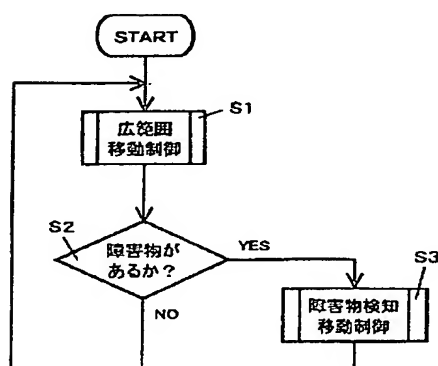 START
広範囲
移動制御
S1
障害物が
あるか？
S2
YES
NO
障害物検知
移動制御
S3